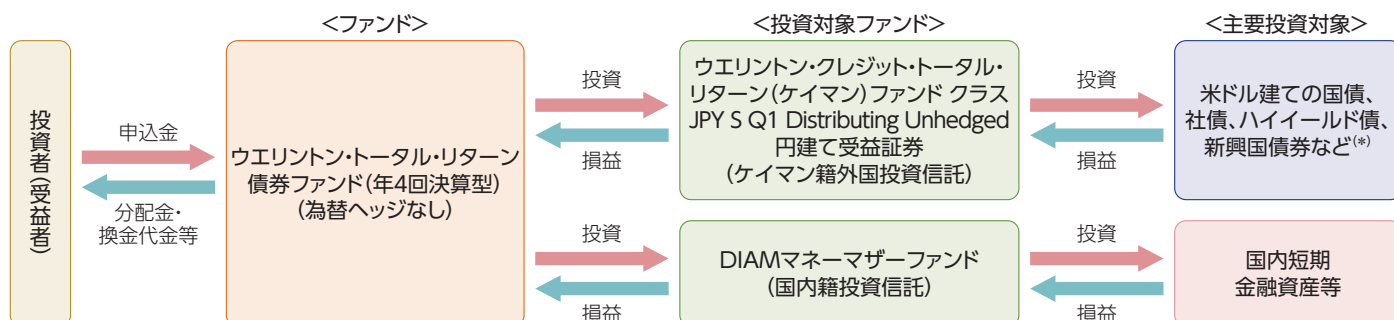 <ファンド>
<投資対象ファンド>
<主要投資対象>
投資者(受益者)
申込金
分配金・
換金代金等
ウエリントン・トータル・リターン
債券ファンド(年4回決算型)
(為替ヘッジなし)
投資
損益
ウエリントン・クレジット・トータル・
リターン(ケイマン)ファンド クラス
JPY S Q1 Distributing Unhedged
円建て受益証券
(ケイマン籍外国投資信託)
投資
損益
米ドル建ての国債、
社債、ハイイールド債、
新興国債券など(*)
投資
損益
DIAMマネーマザーファンド
(国内籍投資信託)
投資
損益
国内短期
金融資産等